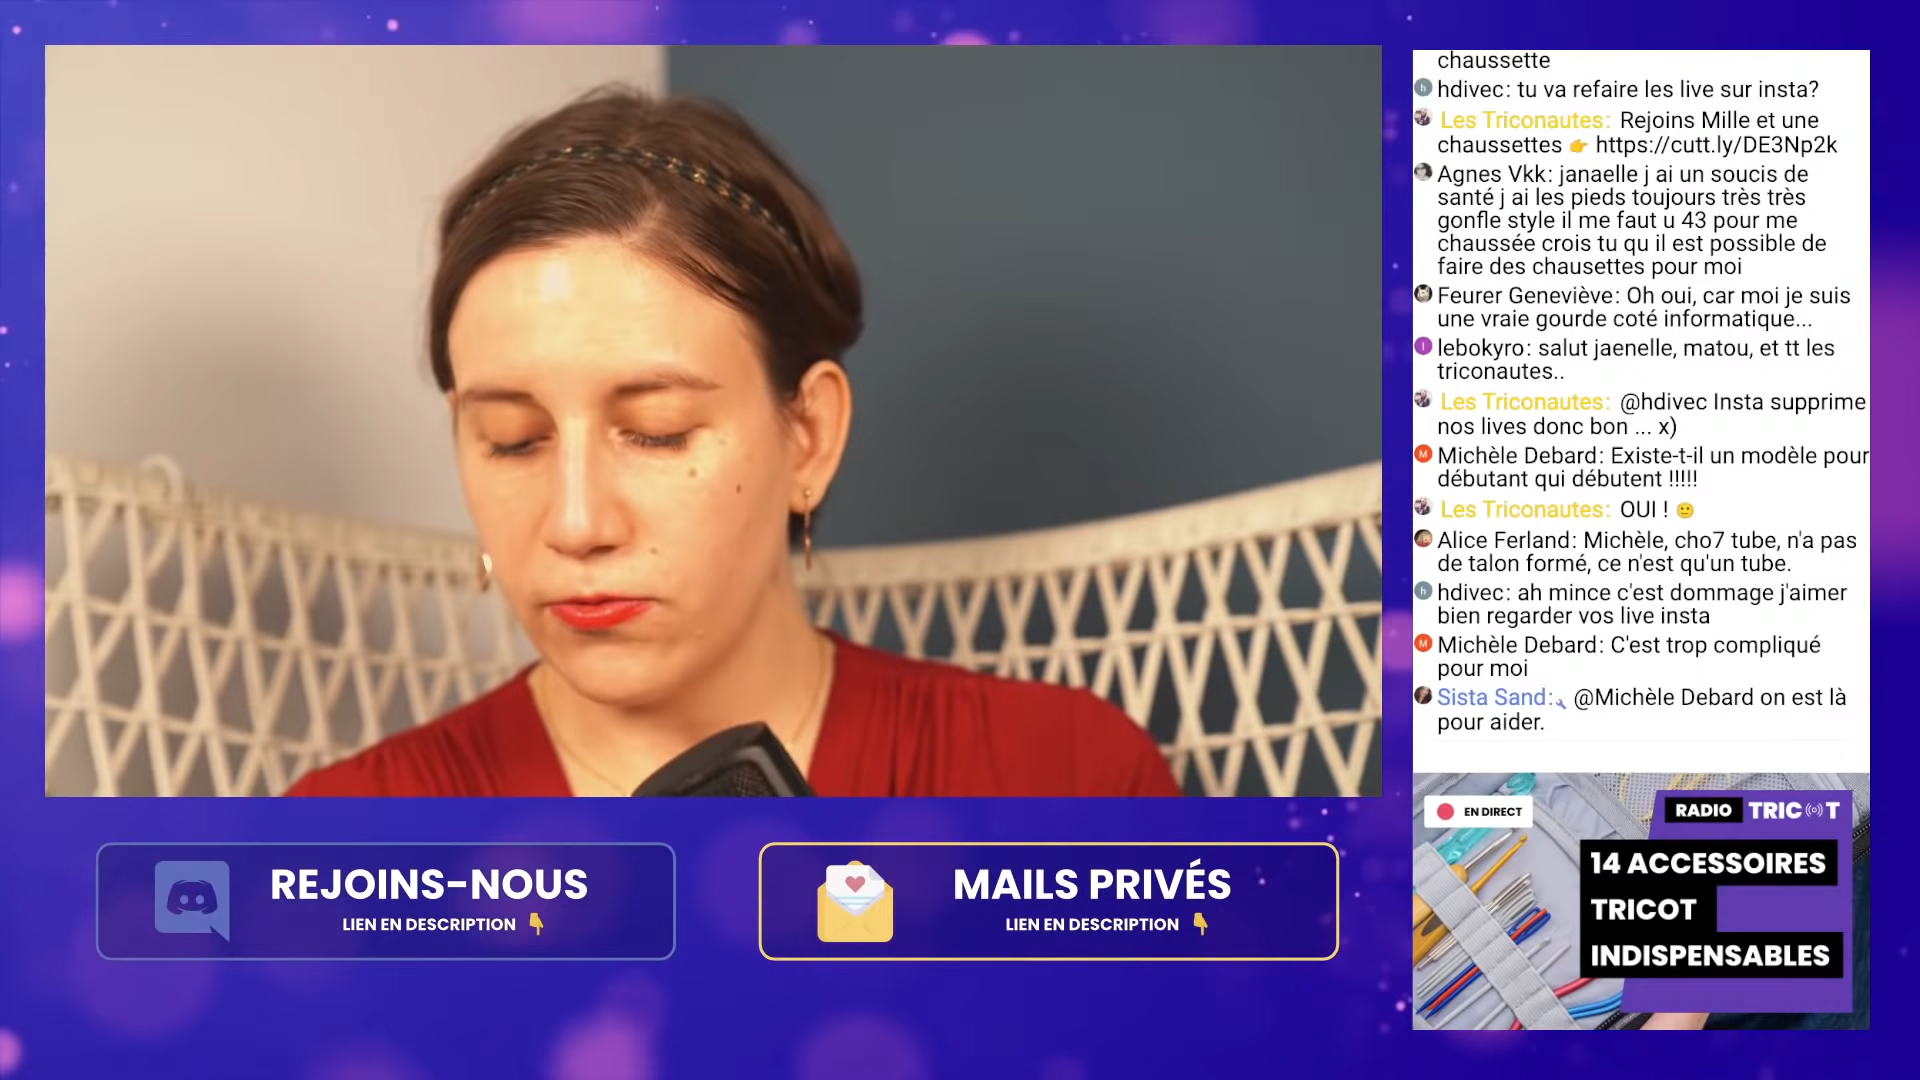 chaussette
hdivec: tu va refaire les live sur insta?
Les Triconautes: Rejoins Mille et une
chaussettes 👉 https://cutt.ly/DE3Np2k
Agnes Vkk: janaelle j ai un soucis de
santé j ai les pieds toujours très très
gonfle style il me faut u 43 pour me
chaussée crois tu qu il est possible de
faire des chausettes pour moi
Feurer Geneviève: Oh oui, car moi je suis
une vraie gourde coté informatique...
lebokyro: salut jaenelle, matou, et tt les
triconautes..
Les Triconautes: @hdivec Insta supprime
nos lives donc bon ... x)
Michèle Debard: Existe-t-il un modèle pour
débutant qui débutent !!!!!
Les Triconautes: OUI ! 🙂
Alice Ferland: Michèle, cho7 tube, n'a pas
de talon formé, ce n'est qu'un tube.
hdivec: ah mince c'est dommage j'aimer
bien regarder vos live insta
Michèle Debard: C'est trop compliqué
pour moi
Sista Sand: @Michèle Debard on est là
pour aider.
EN DIRECT
RADIO TRICOT
14 ACCESSOIRES
TRICOT
INDISPENSABLES
REJOINS-NOUS
LIEN EN DESCRIPTION 👇
MAILS PRIVÉS
LIEN EN DESCRIPTION 👇